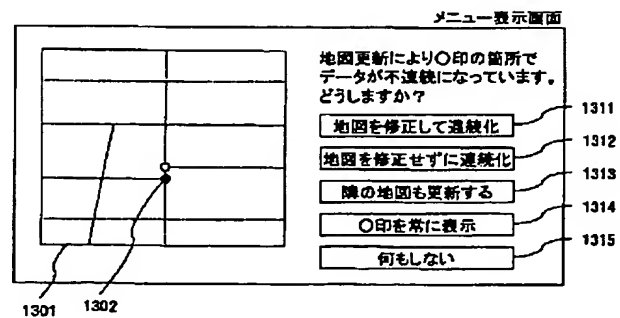 メニュー表示画面
地図更新により○印の箇所で
データが不連続になっています。
どうしますか？
地図を修正して連続化
1311
地図を修正せずに連続化
1312
隣の地図も更新する
1313
○印を常に表示
1314
何もしない
1315
1301
1302